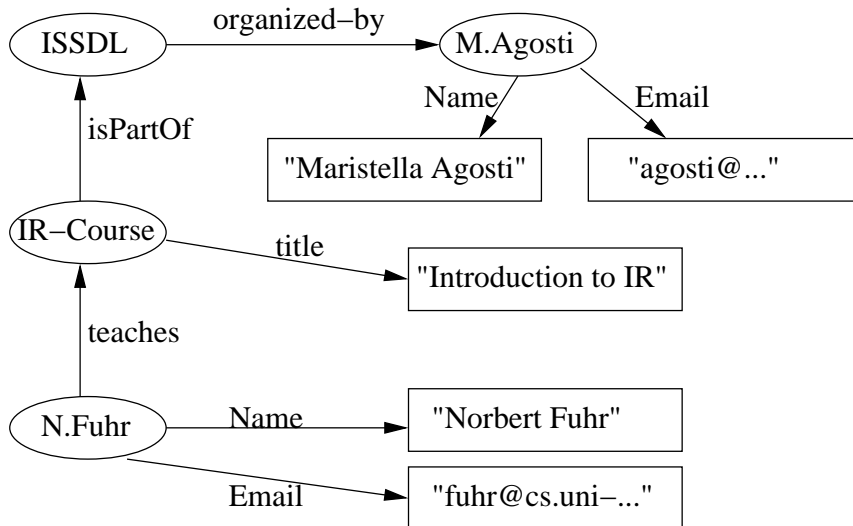 organized−by
ISSDL
M.Agosti
Name
Email
isPartOf
"Maristella Agosti"
"agosti@..."
IR−Course
title
"Introduction to IR"
teaches
N.Fuhr
Name
"Norbert Fuhr"
Email
"fuhr@cs.uni−..."